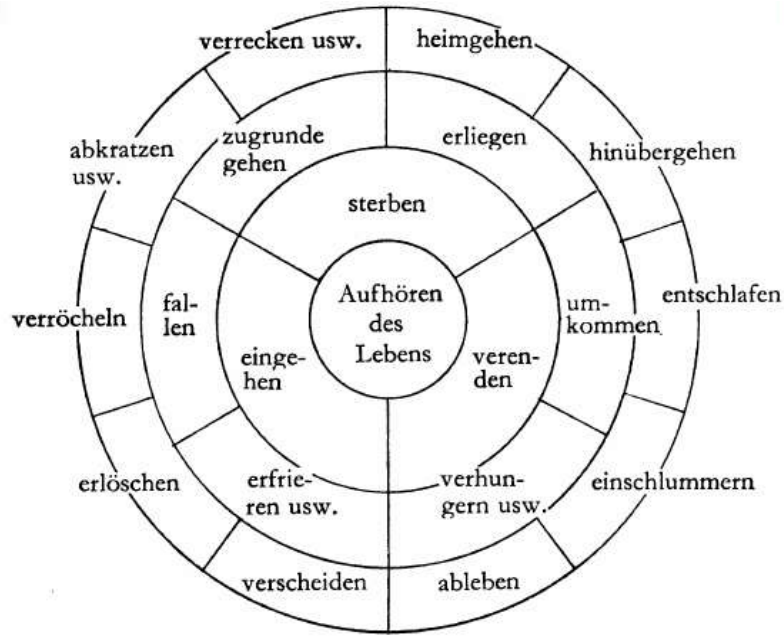 verrecken usw.
heimgehen
abkratzen
usw.
zugrunde
gehen
erliegen
hinübergehen
sterben
verröcheln
fal-
len
Aufhören
des
Lebens
um-
kommen
entschlafen
einge-
hen
veren-
den
erlöschen
erfrie-
ren usw.
verhun-
gern usw.
einschlummern
verscheiden
ableben